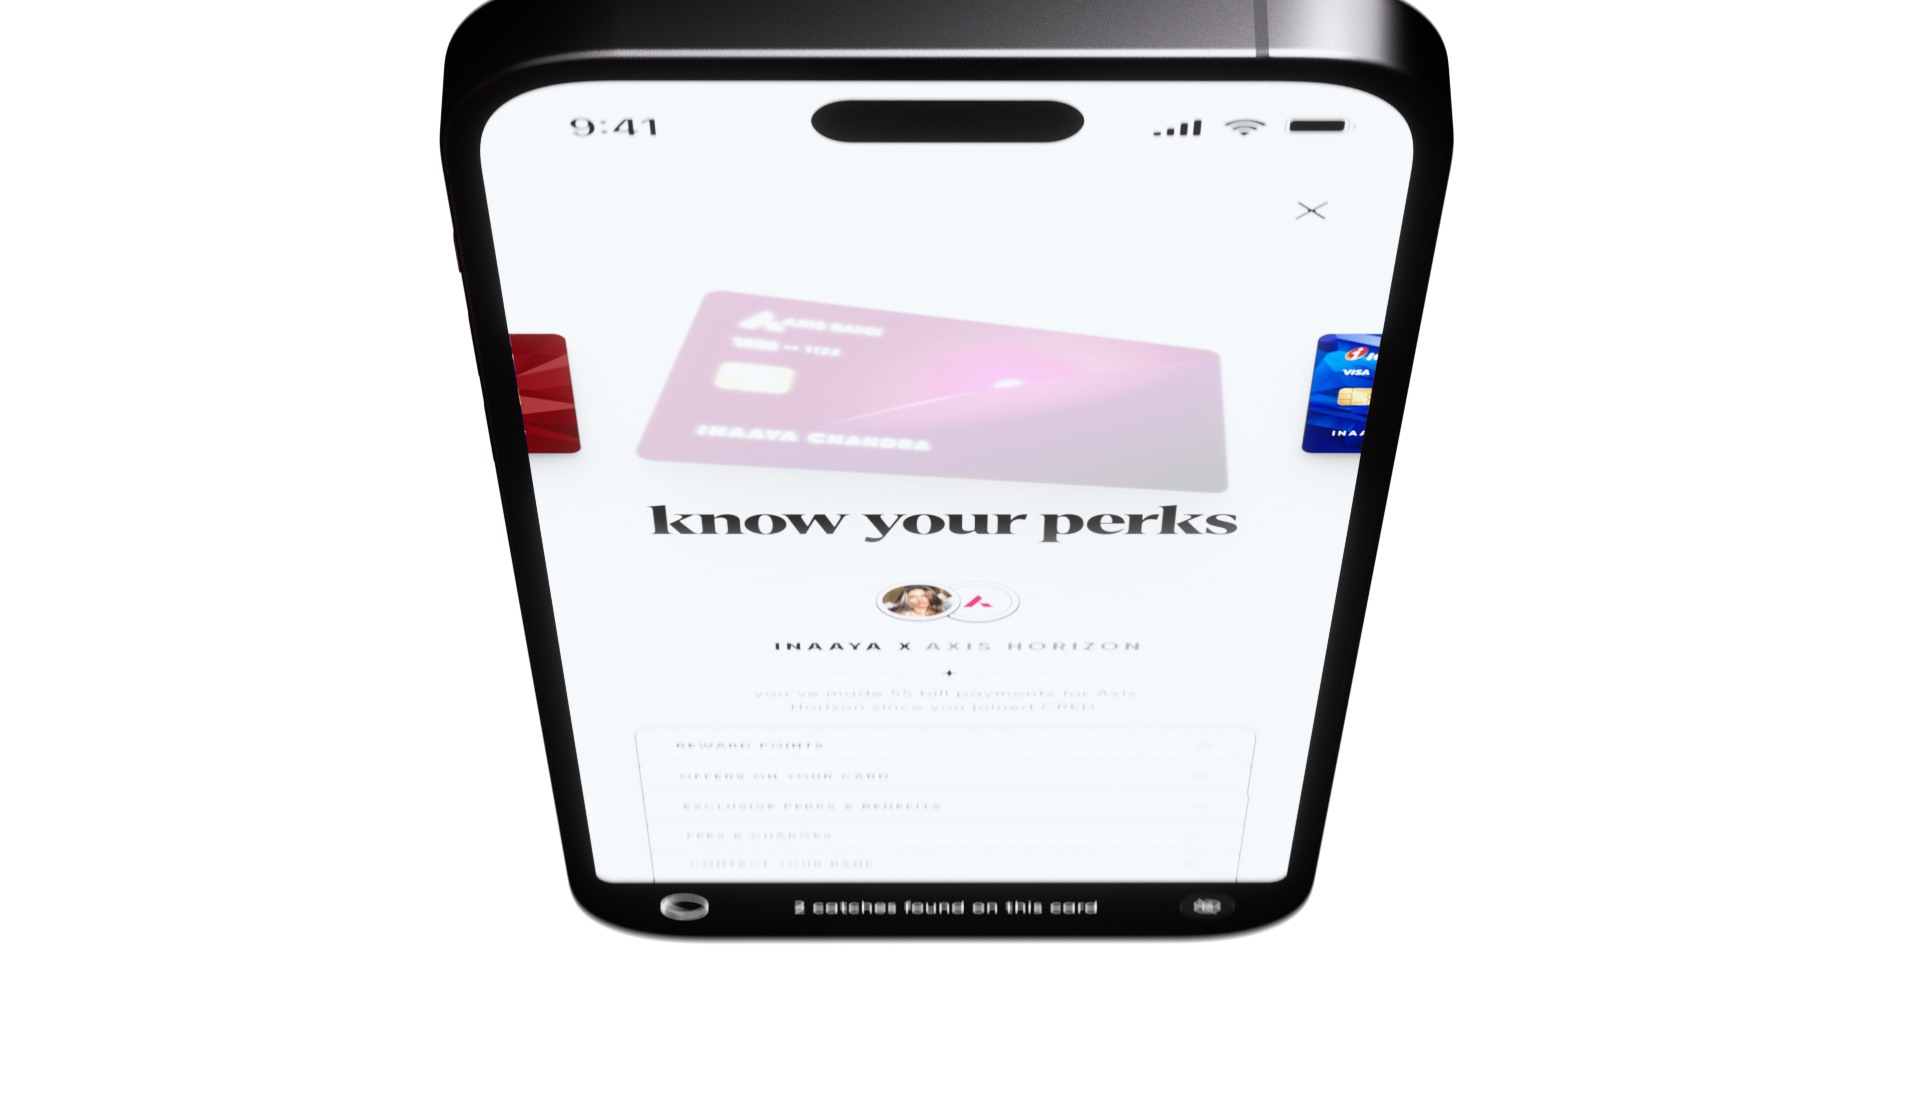 9:41
AXIS BANK
VISA •• 1122
INAAYA CHANDRA
VISA
INAA
know your perks
INAAYA X AXIS HORIZON
you've made 55 bill payments for Axis
Horizon since you joined CRED.
REWARD POINTS
OFFERS ON YOUR CARD
EXCLUSIVE PERKS & BENEFITS
FEES & CHARGES
CONTACT YOUR BANK
2 catches found on this card